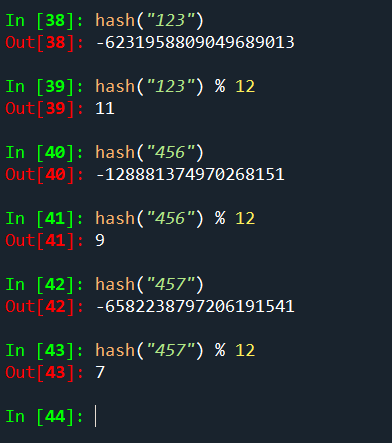 In [38]: hash("123")
Out[38]: -6231958809049689013
In [39]: hash("123") % 12
Out[39]: 11
In [40]: hash("456")
Out[40]: -128881374970268151
In [41]: hash("456") % 12
Out[41]: 9
In [42]: hash("457")
Out[42]: -6582238797206191541
In [43]: hash("457") % 12
Out[43]: 7
In [44]: